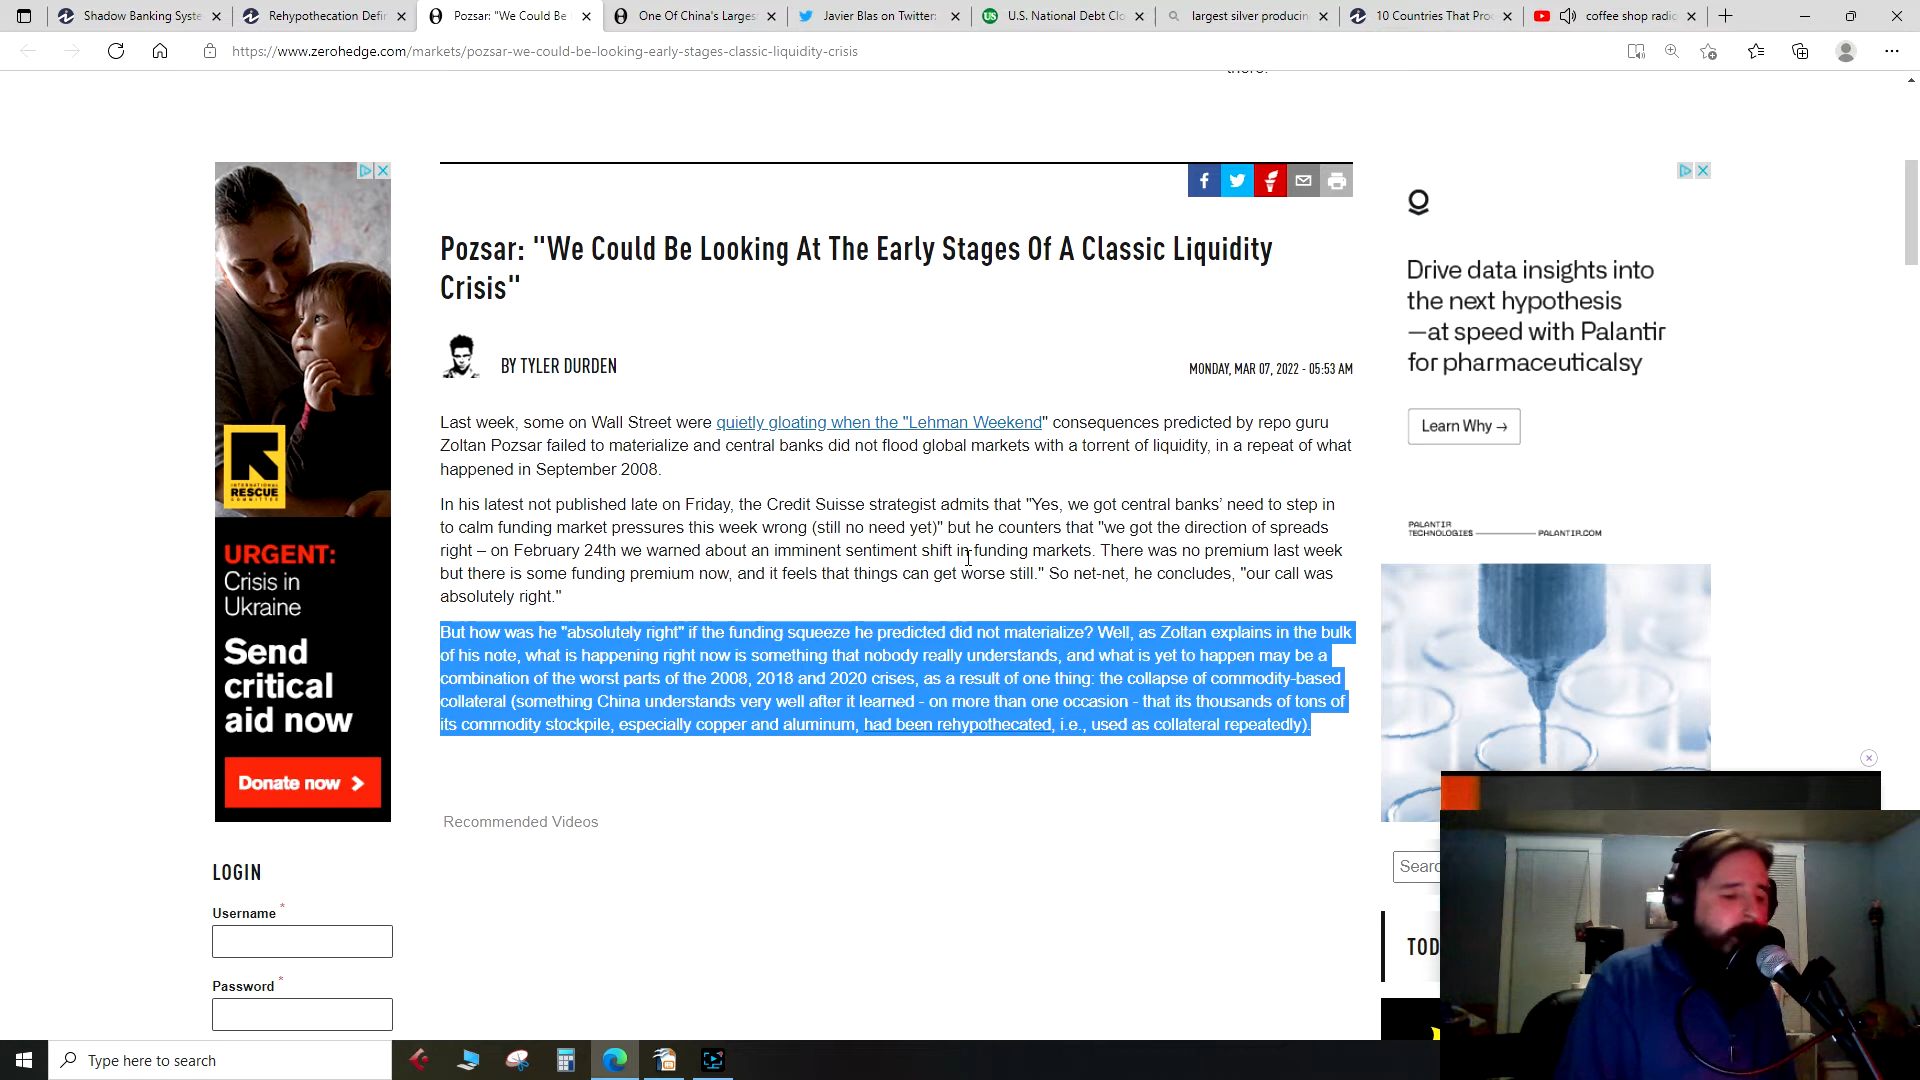 Shadow Banking Syste
Rehypothecation Defin
Pozsar: "We Could Be
One Of China's Larges
Javier Blas on Twitter:
U.S. National Debt Clo
largest silver producin
10 Countries That Pro
coffee shop radio
https://www.zerohedge.com/markets/pozsar-we-could-be-looking-early-stages-classic-liquidity-crisis
there.
Pozsar: "We Could Be Looking At The Early Stages Of A Classic Liquidity
Crisis"
BY TYLER DURDEN
MONDAY, MAR 07, 2022 - 05:53 AM
Last week, some on Wall Street were quietly gloating when the "Lehman Weekend" consequences predicted by repo guru
Zoltan Pozsar failed to materialize and central banks did not flood global markets with a torrent of liquidity, in a repeat of what
happened in September 2008.
In his latest not published late on Friday, the Credit Suisse strategist admits that "Yes, we got central banks’ need to step in
to calm funding market pressures this week wrong (still no need yet)" but he counters that "we got the direction of spreads
right – on February 24th we warned about an imminent sentiment shift in funding markets. There was no premium last week
but there is some funding premium now, and it feels that things can get worse still." So net-net, he concludes, "our call was
absolutely right."
But how was he "absolutely right" if the funding squeeze he predicted did not materialize? Well, as Zoltan explains in the bulk
of his note, what is happening right now is something that nobody really understands, and what is yet to happen may be a
combination of the worst parts of the 2008, 2018 and 2020 crises, as a result of one thing: the collapse of commodity-based
collateral (something China understands very well after it learned - on more than one occasion - that its thousands of tons of
its commodity stockpile, especially copper and aluminum, had been rehypothecated, i.e., used as collateral repeatedly).
Recommended Videos
INTERNATIONAL
RESCUE
COMMITTEE
URGENT:
Crisis in
Ukraine
Send
critical
aid now
Donate now
LOGIN
Username *
Password *
Drive data insights into
the next hypothesis
—at speed with Palantir
for pharmaceuticalsy
Learn Why →
PALANTIR
TECHNOLOGIES
PALANTIR.COM
Searc
TOD
Type here to search